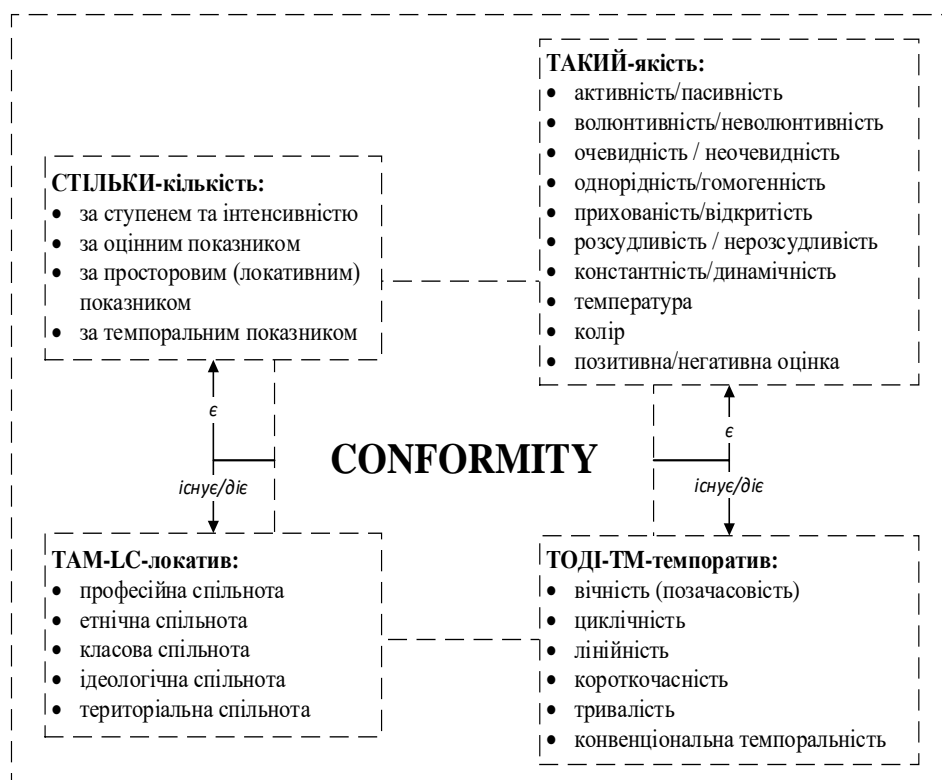 ТАКИЙ-якість:
• активність/пасивність
• волюнтивність/неволюнтивність
• очевидність / неочевидність
• однорідність/гомогенність
• прихованість/відкритість
• розсудливість / нерозсудливість
• константність/динамічність
• температура
• колір
• позитивна/негативна оцінка
СТІЛЬКИ-кількість:
• за ступенем та інтенсивністю
• за оцінним показником
• за просторовим (локативним)
показником
• за темпоральним показником
є
є
CONFORMITY
існує/діє
існує/діє
ТАМ-LC-локатив:
• професійна спільнота
• етнічна спільнота
• класова спільнота
• ідеологічна спільнота
• територіальна спільнота
ТОДІ-ТМ-темпоратив:
• вічність (позачасовість)
• циклічність
• лінійність
• короткочасність
• тривалість
• конвенціональна темпоральність